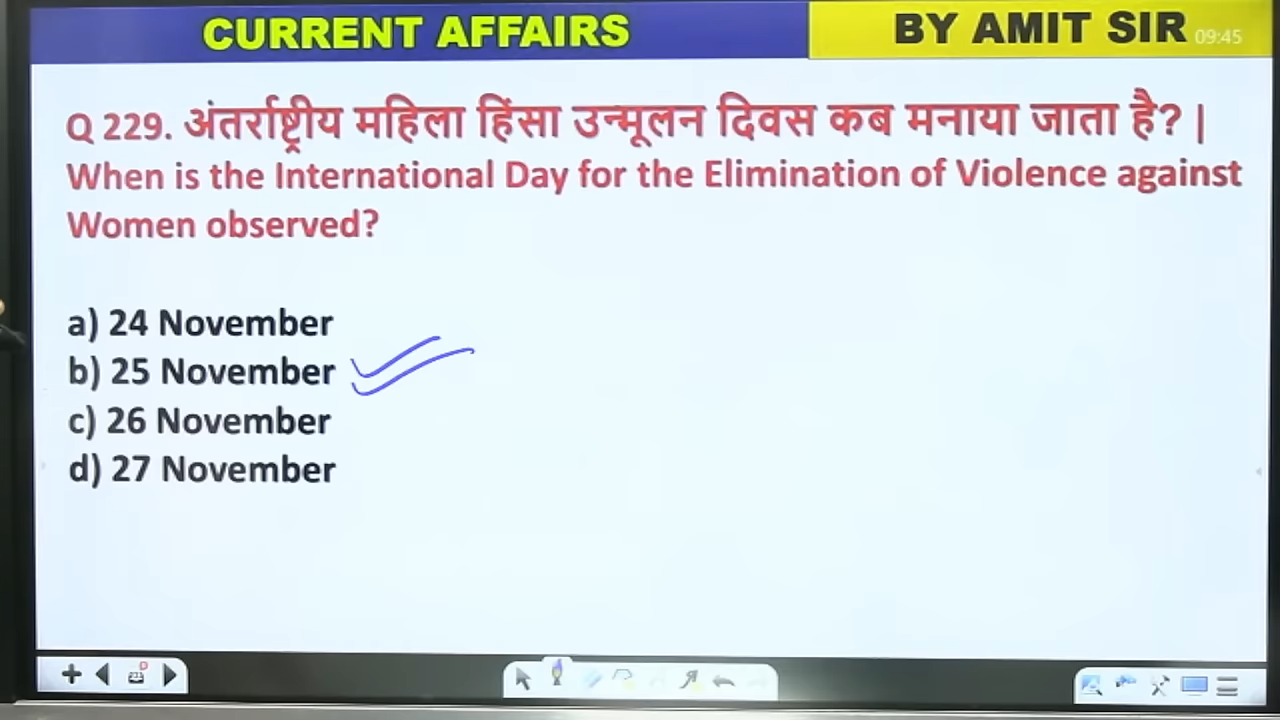 CURRENT AFFAIRS
BY AMIT SIR 09:45
Q 229. अंतर्राष्ट्रीय महिला हिंसा उन्मूलन दिवस कब मनाया जाता है? |
When is the International Day for the Elimination of Violence against
Women observed?
a) 24 November
b) 25 November
c) 26 November
d) 27 November